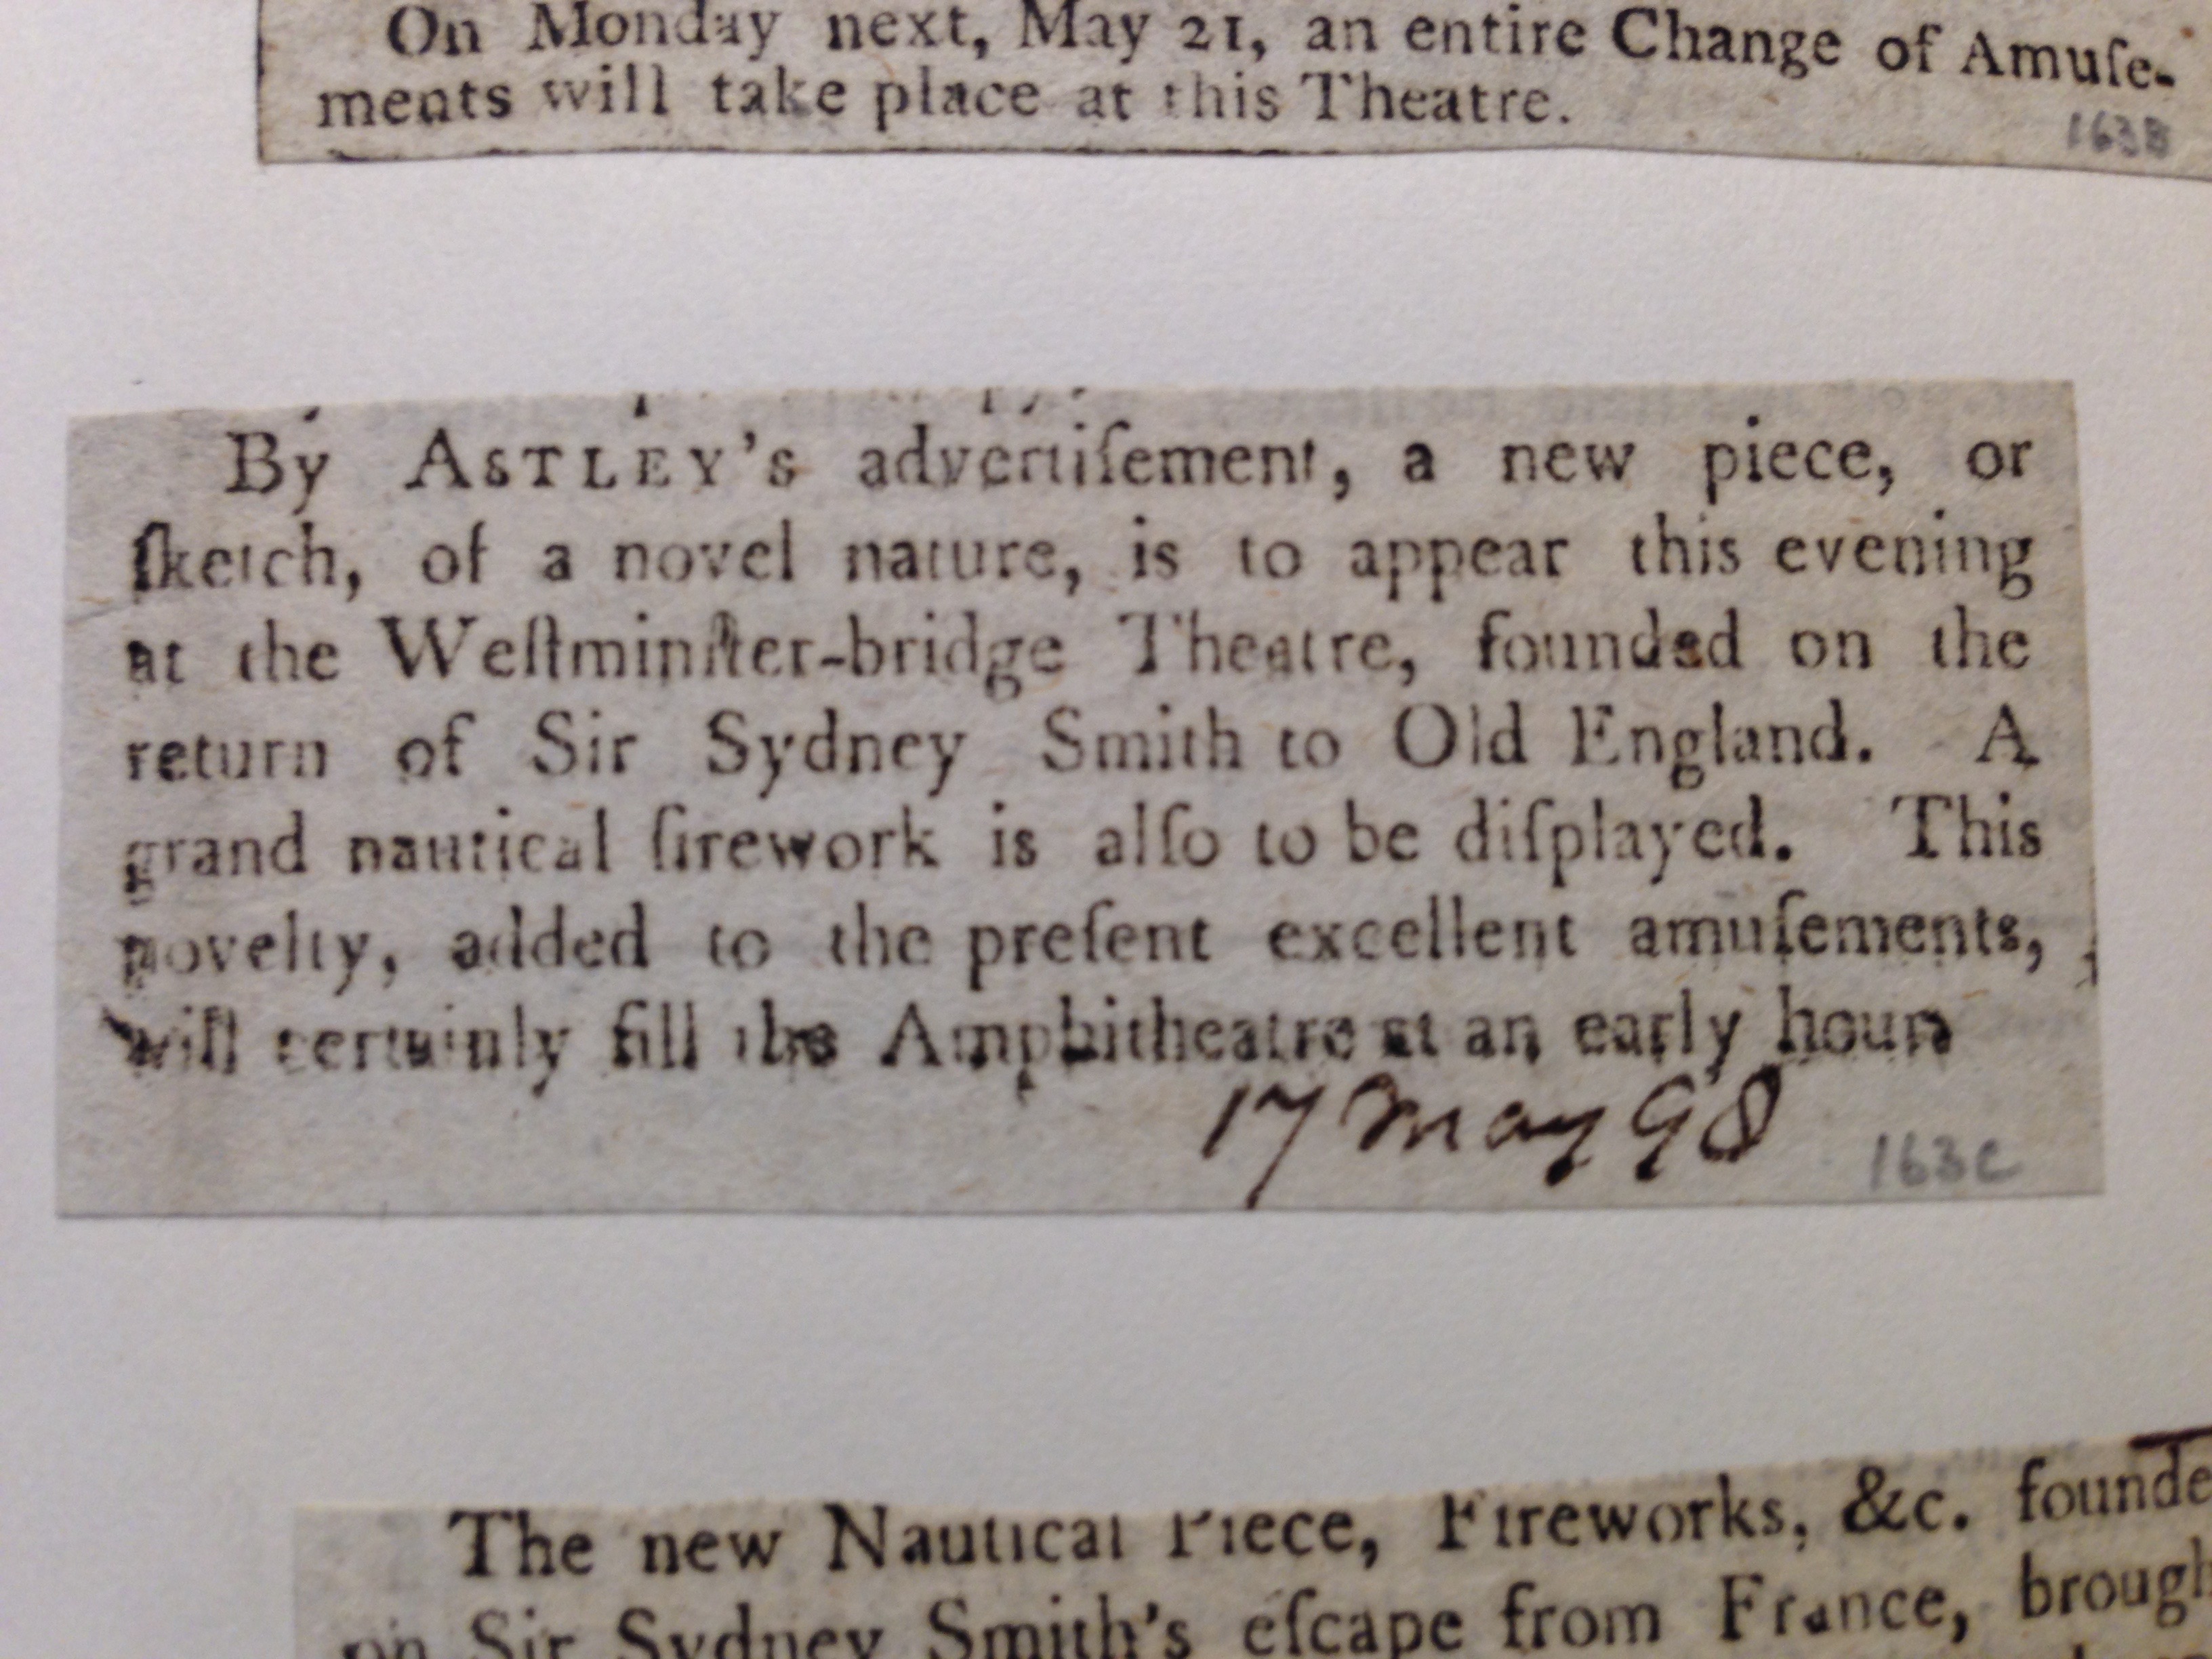 On Monday next, May 21, an entire Change of Amuſe-
ments will take place at this Theatre.
163B
By ASTLEY's advertiſement, a new piece, or
ſketch, of a novel nature, is to appear this evening
at the Weſtminſter-bridge Theatre, founded on the
return of Sir Sydney Smith to Old England. A
grand nautical firework is alſo to be diſplayed. This
novelty, added to the preſent excellent amuſements,
will certainly fill the Amphitheatre at an early hour
17 May 98
163C
The new Nautical Piece, Fireworks, &c. founde
on Sir Sydney Smith's eſcape from France, brough